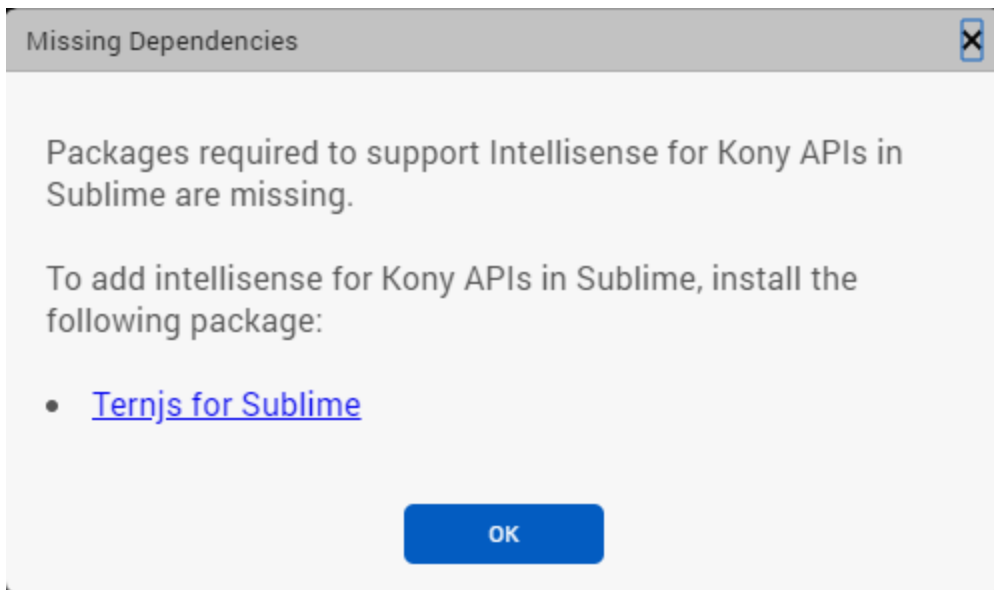 Missing Dependencies
Packages required to support Intellisense for Kony APIs in
Sublime are missing.
To add intellisense for Kony APIs in Sublime, install the
following package:
• Ternjs for Sublime
OK